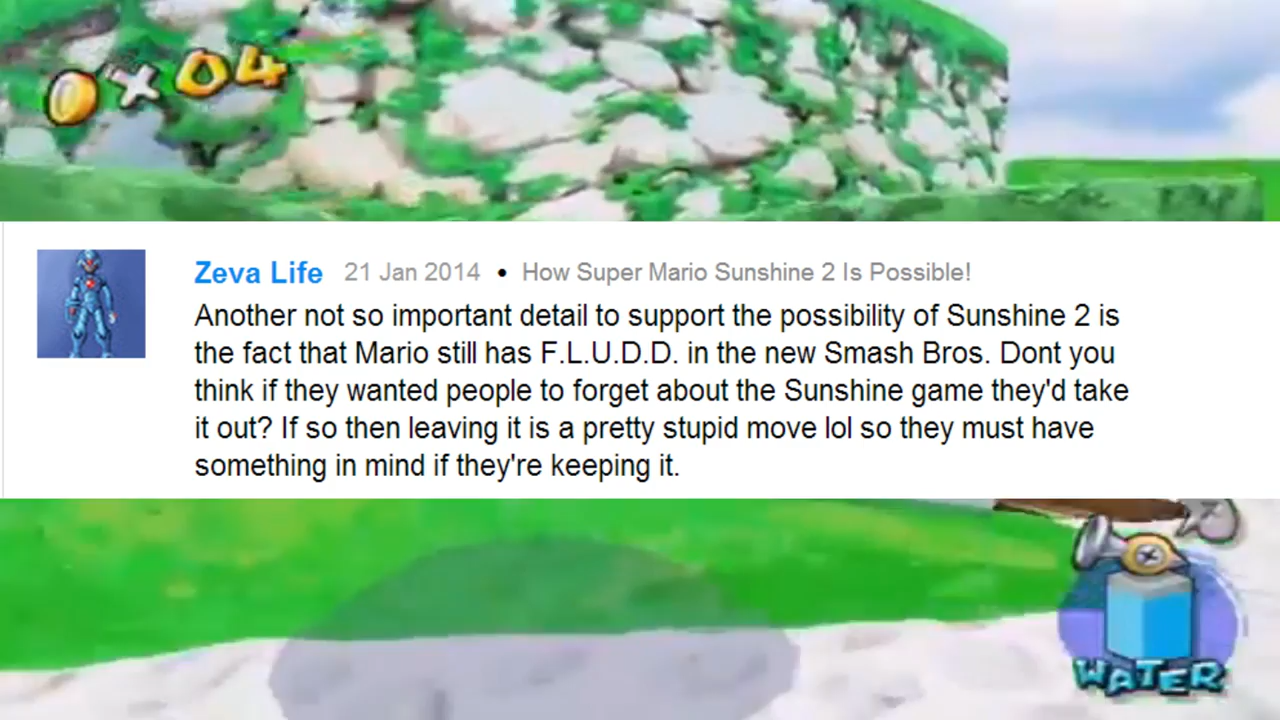 0×04
Zeva Life 21 Jan 2014 • How Super Mario Sunshine 2 Is Possible!
Another not so important detail to support the possibility of Sunshine 2 is
the fact that Mario still has F.L.U.D.D. in the new Smash Bros. Dont you
think if they wanted people to forget about the Sunshine game they'd take
it out? If so then leaving it is a pretty stupid move lol so they must have
something in mind if they're keeping it.
WATER